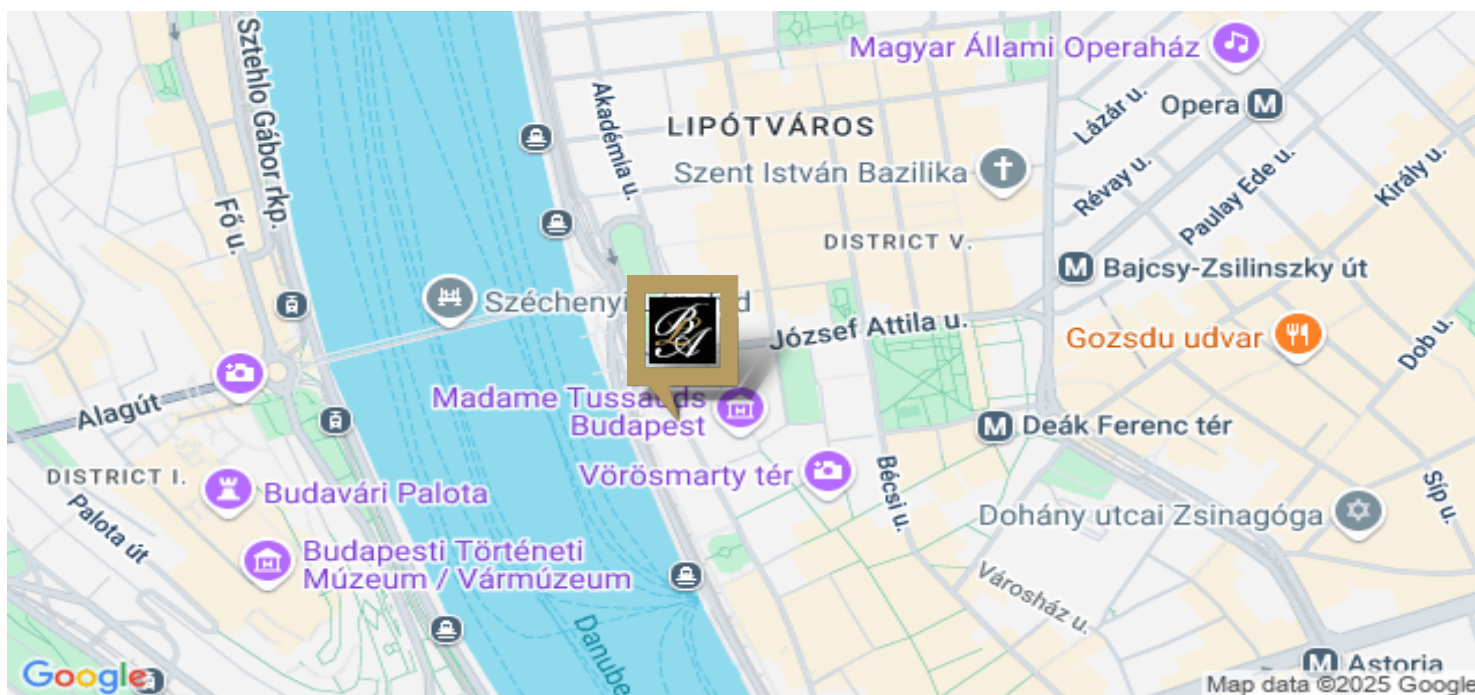 Sztehlo Gábor rkp.
Magyar Állami Operaház
Akadémia u.
Opera M
LIPÓTVÁROS
Lázár u.
Szent István Bazilika
Révay u.
Paulay Ede u.
Király u.
Fő u.
DISTRICT V.
M Bajcsy-Zsilinszky út
Széchenyi
B A
József Attila u.
Gozsdu udvar
Dob u.
Alagút
Madame Tussauds
Budapest
M Deák Ferenc tér
DISTRICT I.
Vörösmarty tér
Bécsi u.
Síp u.
Budavári Palota
Palota út
Dohány utcai Zsinagóga
Budapesti Történeti
Múzeum / Vármúzeum
Városház u.
Danube
Google
M Astoria
Map data ©2025 Google